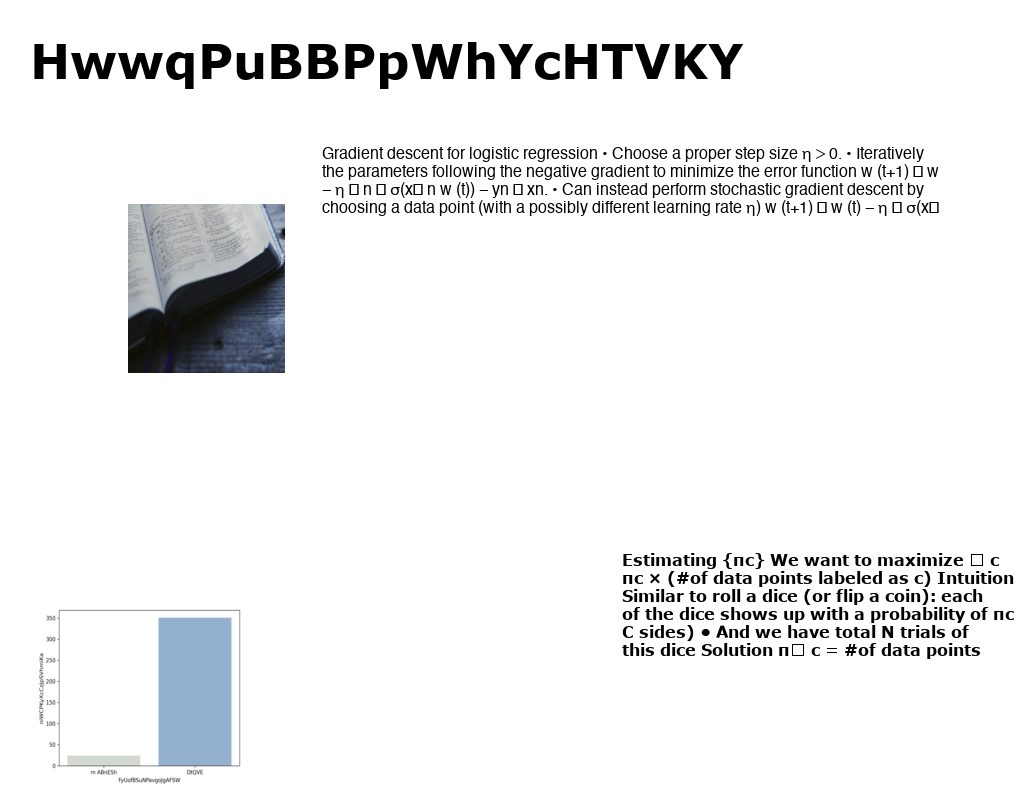 HwwqPuBBPpWhYcHTVKY
Gradient descent for logistic regression • Choose a proper step size η > 0. • Iteratively
the parameters following the negative gradient to minimize the error function w (t+1) □ w
− η □ n □ σ(x□ n w (t)) − yn □ xn. • Can instead perform stochastic gradient descent by
choosing a data point (with a possibly different learning rate η) w (t+1) □ w (t) − η □ σ(x□
Estimating {πc} We want to maximize □ c
πc × (#of data points labeled as c) Intuition
Similar to roll a dice (or flip a coin): each
of the dice shows up with a probability of πc
C sides) • And we have total N trials of
this dice Solution π□ c = #of data points
350
300
250
200
150
100
50
0
m ABnESh DtQVE